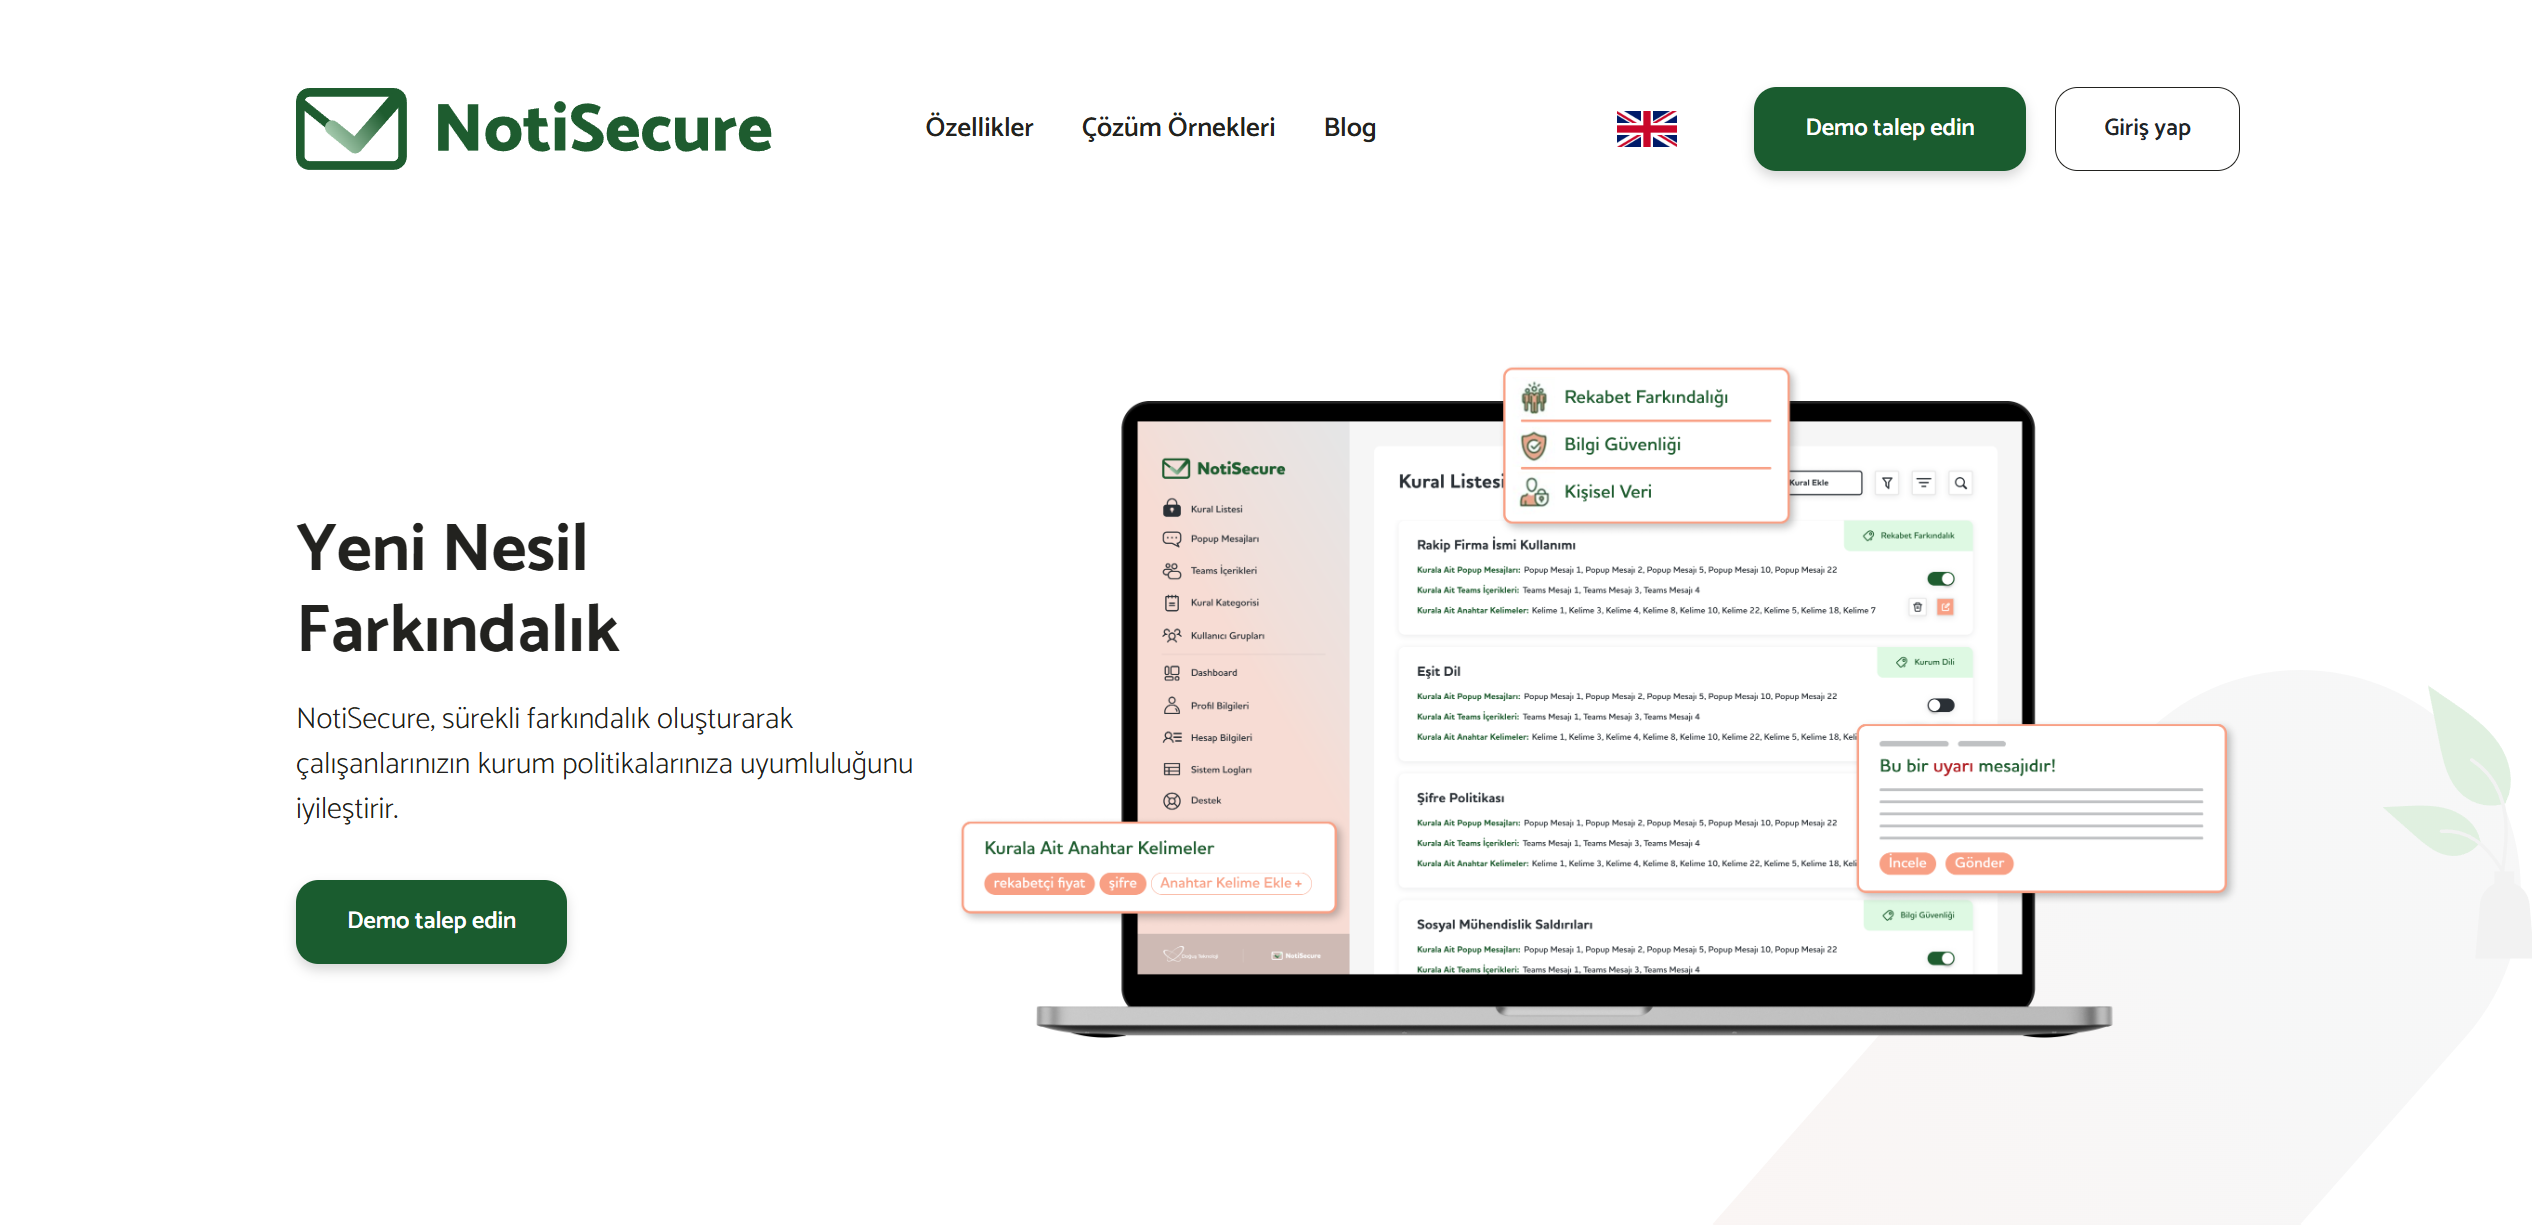 NotiSecure
Özellikler
Çözüm Örnekleri
Blog
Demo talep edin
Giriş yap
Yeni Nesil
Farkındalık
NotiSecure, sürekli farkındalık oluşturarak
çalışanlarınızın kurum politikalarınıza uyumluluğunu
iyileştirir.
Demo talep edin
Rekabet Farkındalığı
Bilgi Güvenliği
Kişisel Veri
NotiSecure
Kural Listesi
Popup Mesajları
Teams İçerikleri
Kural Kategorisi
Kullanıcı Grupları
Dashboard
Profil Bilgileri
Hesap Bilgileri
Sistem Logları
Destek
Kurala Ait Anahtar Kelimeler
rekabetçi fiyat
şifre
Anahtar Kelime Ekle +
NotiSecure
Kural Listesi
Kural Ekle
Rakip Firma İsmi Kullanımı
Rekabet Farkındalık
Kurala Ait Popup Mesajları: Popup Mesajı 1, Popup Mesajı 2, Popup Mesajı 5, Popup Mesajı 10, Popup Mesajı 22
Kurala Ait Teams İçerikleri: Teams Mesajı 1, Teams Mesajı 3, Teams Mesajı 4
Kurala Ait Anahtar Kelimeler: Kelime 1, Kelime 3, Kelime 4, Kelime 8, Kelime 10, Kelime 22, Kelime 5, Kelime 18, Kelime 7
Eşit Dil
Kurum Dili
Kurala Ait Popup Mesajları: Popup Mesajı 1, Popup Mesajı 2, Popup Mesajı 5, Popup Mesajı 10, Popup Mesajı 22
Kurala Ait Teams İçerikleri: Teams Mesajı 1, Teams Mesajı 3, Teams Mesajı 4
Kurala Ait Anahtar Kelimeler: Kelime 1, Kelime 3, Kelime 4, Kelime 8, Kelime 10, Kelime 22, Kelime 5, Kelime 18, Keli
Şifre Politikası
Kurala Ait Popup Mesajları: Popup Mesajı 1, Popup Mesajı 2, Popup Mesajı 5, Popup Mesajı 10, Popup Mesajı 22
Kurala Ait Teams İçerikleri: Teams Mesajı 1, Teams Mesajı 3, Teams Mesajı 4
Kurala Ait Anahtar Kelimeler: Kelime 1, Kelime 3, Kelime 4, Kelime 8, Kelime 10, Kelime 22, Kelime 5, Kelime 18, Keli
Sosyal Mühendislik Saldırıları
Bilgi Güvenliği
Kurala Ait Popup Mesajları: Popup Mesajı 1, Popup Mesajı 2, Popup Mesajı 5, Popup Mesajı 10, Popup Mesajı 22
Kurala Ait Teams İçerikleri: Teams Mesajı 1, Teams Mesajı 3, Teams Mesajı 4
Bu bir uyarı mesajıdır!
İncele
Gönder